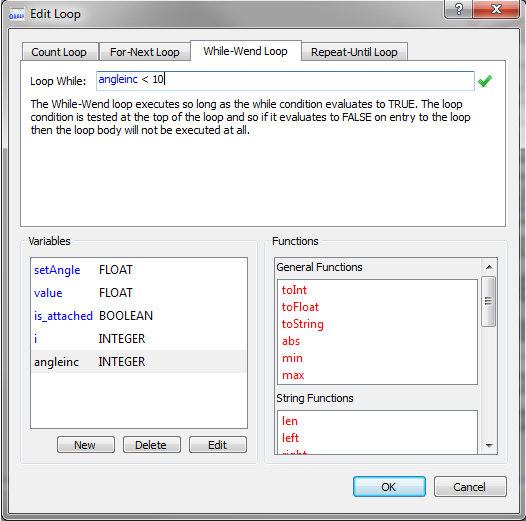 Edit Loop
Count Loop For-Next Loop While-Wend Loop Repeat-Until Loop
Loop While: angleinc < 10
The While-Wend loop executes so long as the while condition evaluates to TRUE. The loop
condition is tested at the top of the loop and so if it evaluates to FALSE on entry to the loop
then the loop body will not be executed at all.
Variables
setAngle FLOAT
value FLOAT
is_attached BOOLEAN
i INTEGER
angleinc INTEGER
New Delete Edit
Functions
General Functions
toInt
toFloat
toString
abs
min
max
String Functions
len
left
right
OK Cancel